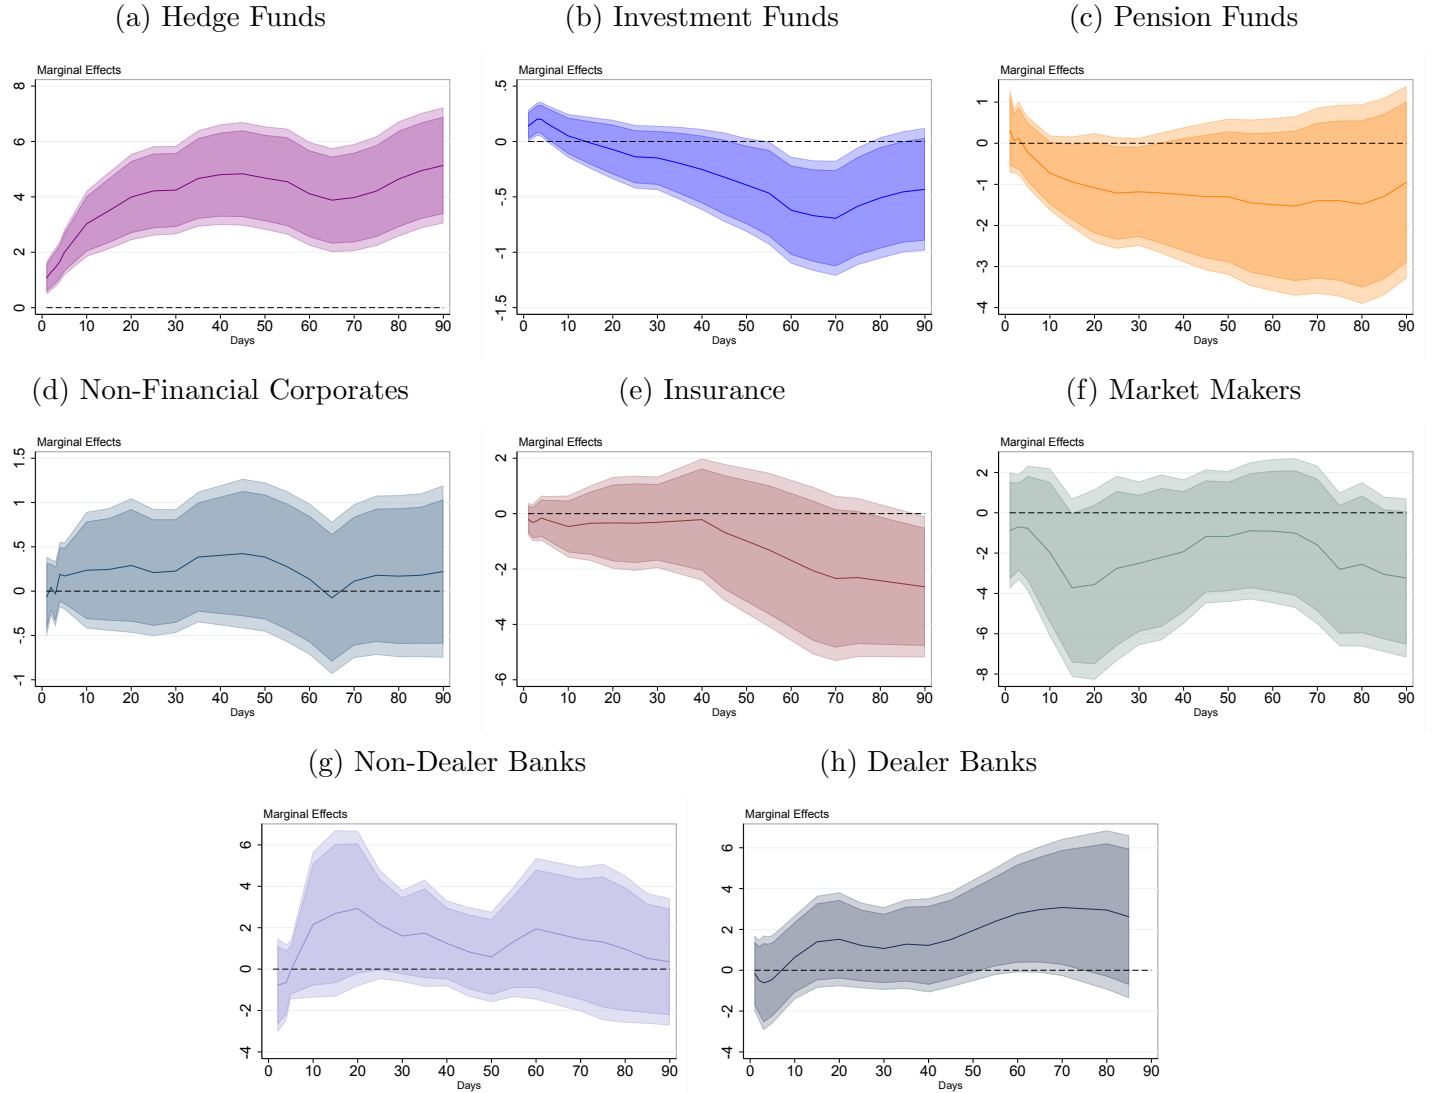 (a) Hedge Funds
Marginal Effects
8
6
4
2
0
0 10 20 30 40 50 60 70 80 90
Days
(b) Investment Funds
Marginal Effects
.5
0
-.5
-1
-1.5
0 10 20 30 40 50 60 70 80 90
Days
(c) Pension Funds
Marginal Effects
1
0
-1
-2
-3
-4
0 10 20 30 40 50 60 70 80 90
Days
(d) Non-Financial Corporates
Marginal Effects
1.5
1
.5
0
-.5
-1
0 10 20 30 40 50 60 70 80 90
Days
(e) Insurance
Marginal Effects
2
0
-2
-4
-6
0 10 20 30 40 50 60 70 80 90
Days
(f) Market Makers
Marginal Effects
2
0
-2
-4
-6
-8
0 10 20 30 40 50 60 70 80 90
Days
(g) Non-Dealer Banks
Marginal Effects
6
4
2
0
-2
-4
0 10 20 30 40 50 60 70 80 90
Days
(h) Dealer Banks
Marginal Effects
6
4
2
0
-2
-4
0 10 20 30 40 50 60 70 80 90
Days